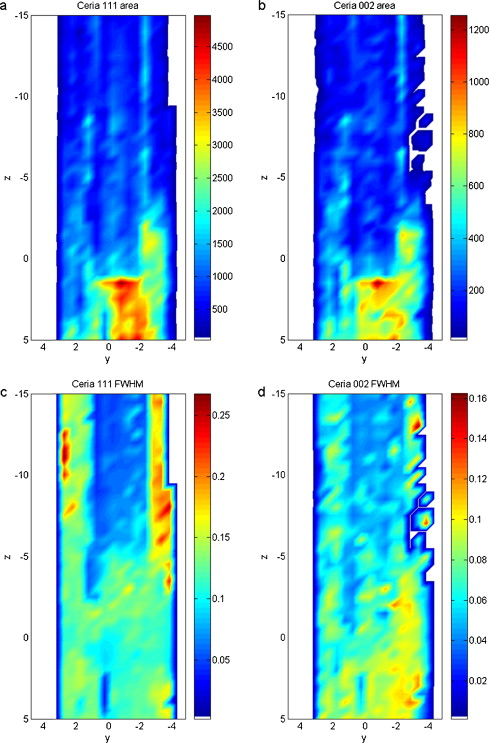 a
Ceria 111 area
-15
-10
-5
0
5
z
4 2 0 -2 -4
y
4500
4000
3500
3000
2500
2000
1500
1000
500
b
Ceria 002 area
-15
-10
-5
0
5
z
4 2 0 -2 -4
y
1200
1000
800
600
400
200
c
Ceria 111 FWHM
-15
-10
-5
0
5
z
4 2 0 -2 -4
y
0.25
0.2
0.15
0.1
0.05
d
Ceria 002 FWHM
-15
-10
-5
0
5
z
4 2 0 -2 -4
y
0.16
0.14
0.12
0.1
0.08
0.06
0.04
0.02